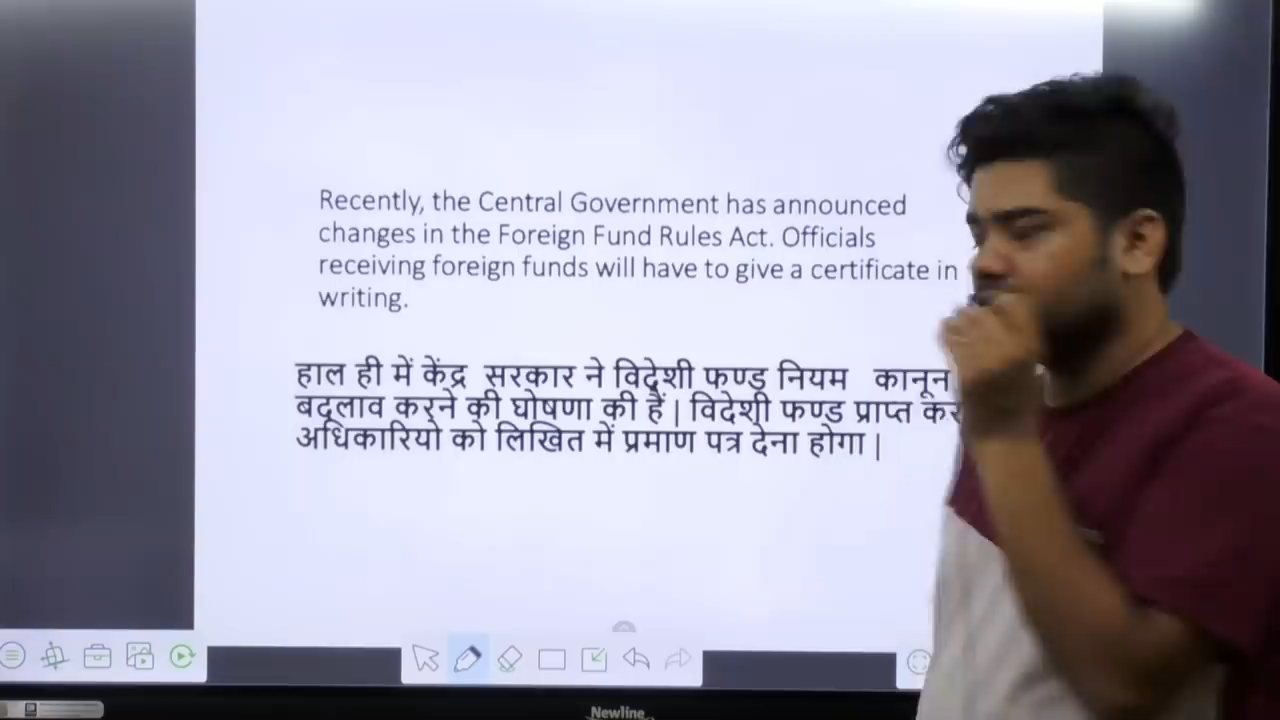 Recently, the Central Government has announced
changes in the Foreign Fund Rules Act. Officials
receiving foreign funds will have to give a certificate in
writing.
हाल ही में केंद्र सरकार ने विदेशी फण्ड नियम कानून
बदलाव करने की घोषणा की हैं | विदेशी फण्ड प्राप्त
अधिकारियो को लिखित में प्रमाण पत्र देना होगा |
Newline